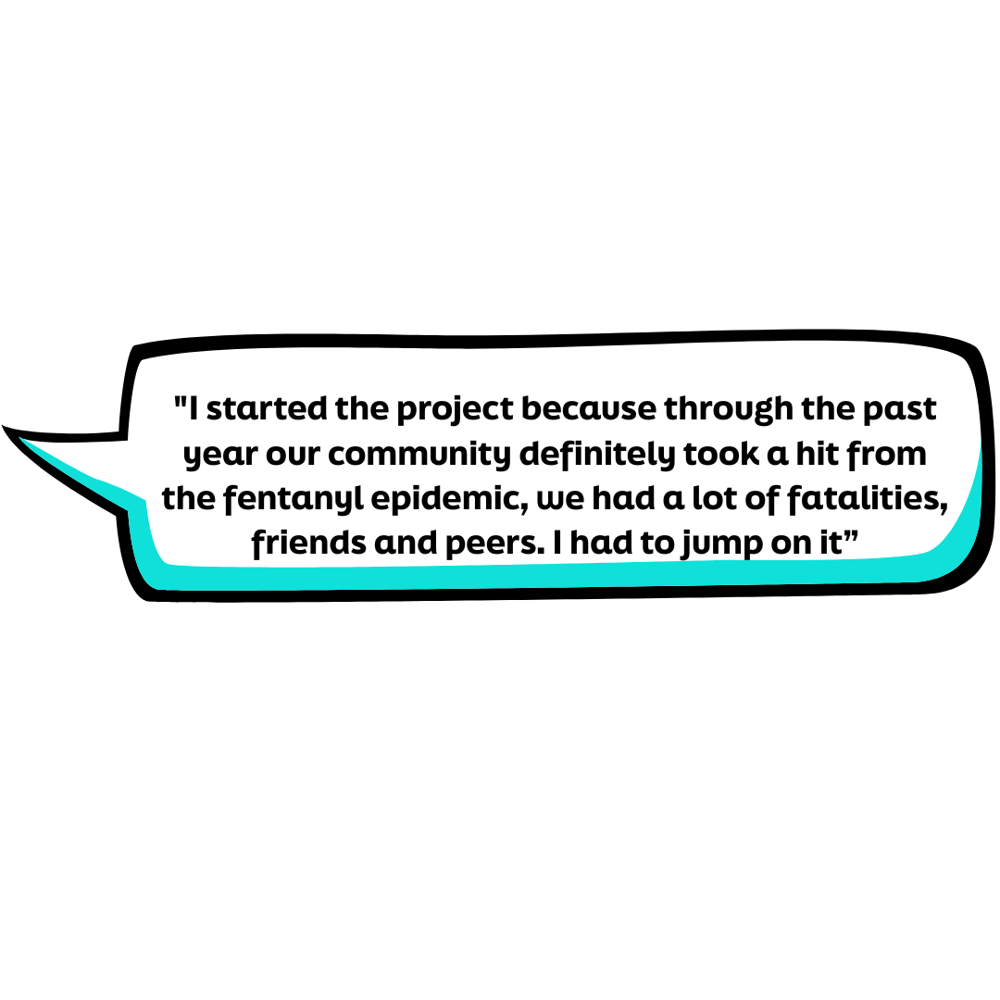 "I started the project because through the past
year our community definitely took a hit from
the fentanyl epidemic, we had a lot of fatalities,
friends and peers. I had to jump on it”